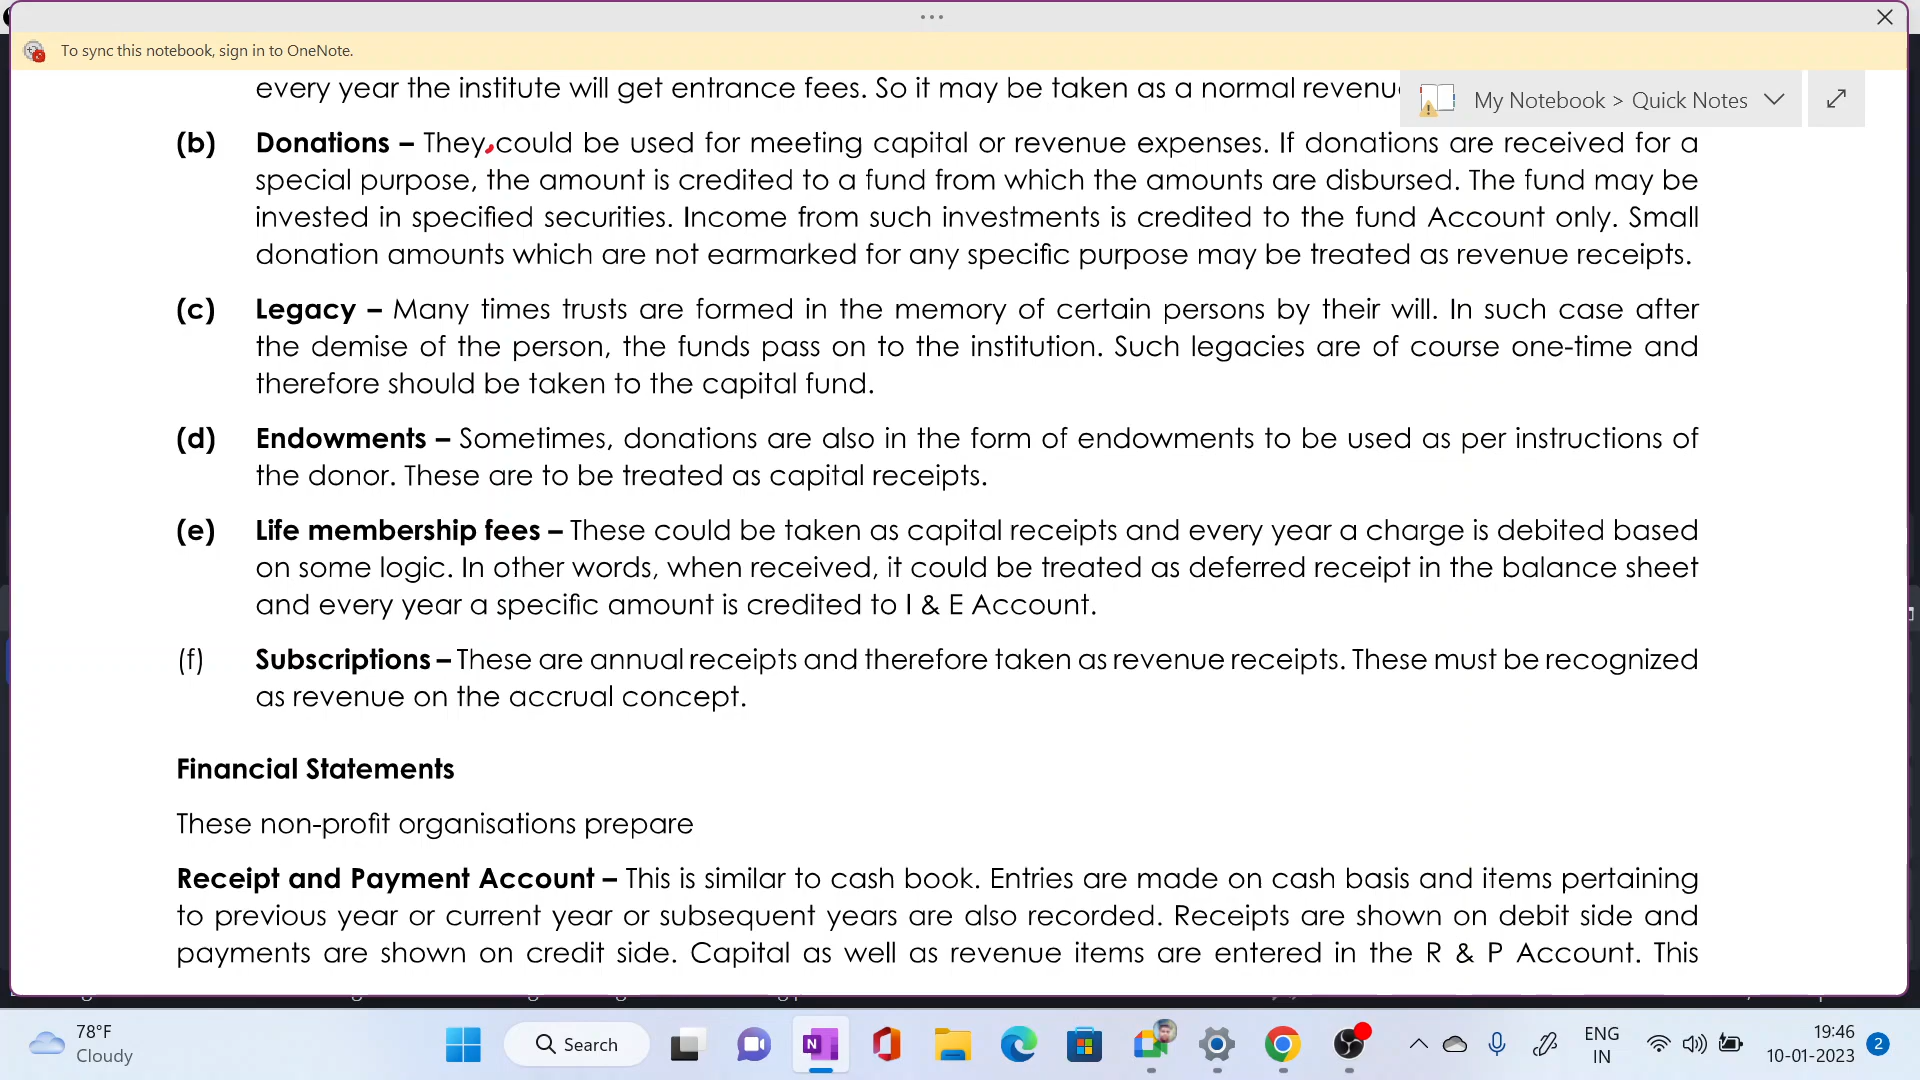 To sync this notebook, sign in to OneNote.
My Notebook > Quick Notes
every year the institute will get entrance fees. So it may be taken as a normal
(b) Donations – They could be used for meeting capital or revenue expenses. If donations are received for a
special purpose, the amount is credited to a fund from which the amounts are disbursed. The fund may be
invested in specified securities. Income from such investments is credited to the fund Account only. Small
donation amounts which are not earmarked for any specific purpose may be treated as revenue receipts.
(c) Legacy – Many times trusts are formed in the memory of certain persons by their will. In such case after
the demise of the person, the funds pass on to the institution. Such legacies are of course one-time and
therefore should be taken to the capital fund.
(d) Endowments – Sometimes, donations are also in the form of endowments to be used as per instructions of
the donor. These are to be treated as capital receipts.
(e) Life membership fees – These could be taken as capital receipts and every year a charge is debited based
on some logic. In other words, when received, it could be treated as deferred receipt in the balance sheet
and every year a specific amount is credited to I & E Account.
(f) Subscriptions – These are annual receipts and therefore taken as revenue receipts. These must be recognized
as revenue on the accrual concept.
Financial Statements
These non-profit organisations prepare
Receipt and Payment Account – This is similar to cash book. Entries are made on cash basis and items pertaining
to previous year or current year or subsequent years are also recorded. Receipts are shown on debit side and
payments are shown on credit side. Capital as well as revenue items are entered in the R & P Account. This
78°F
Cloudy
Search
ENG
IN
19:46
10-01-2023
2